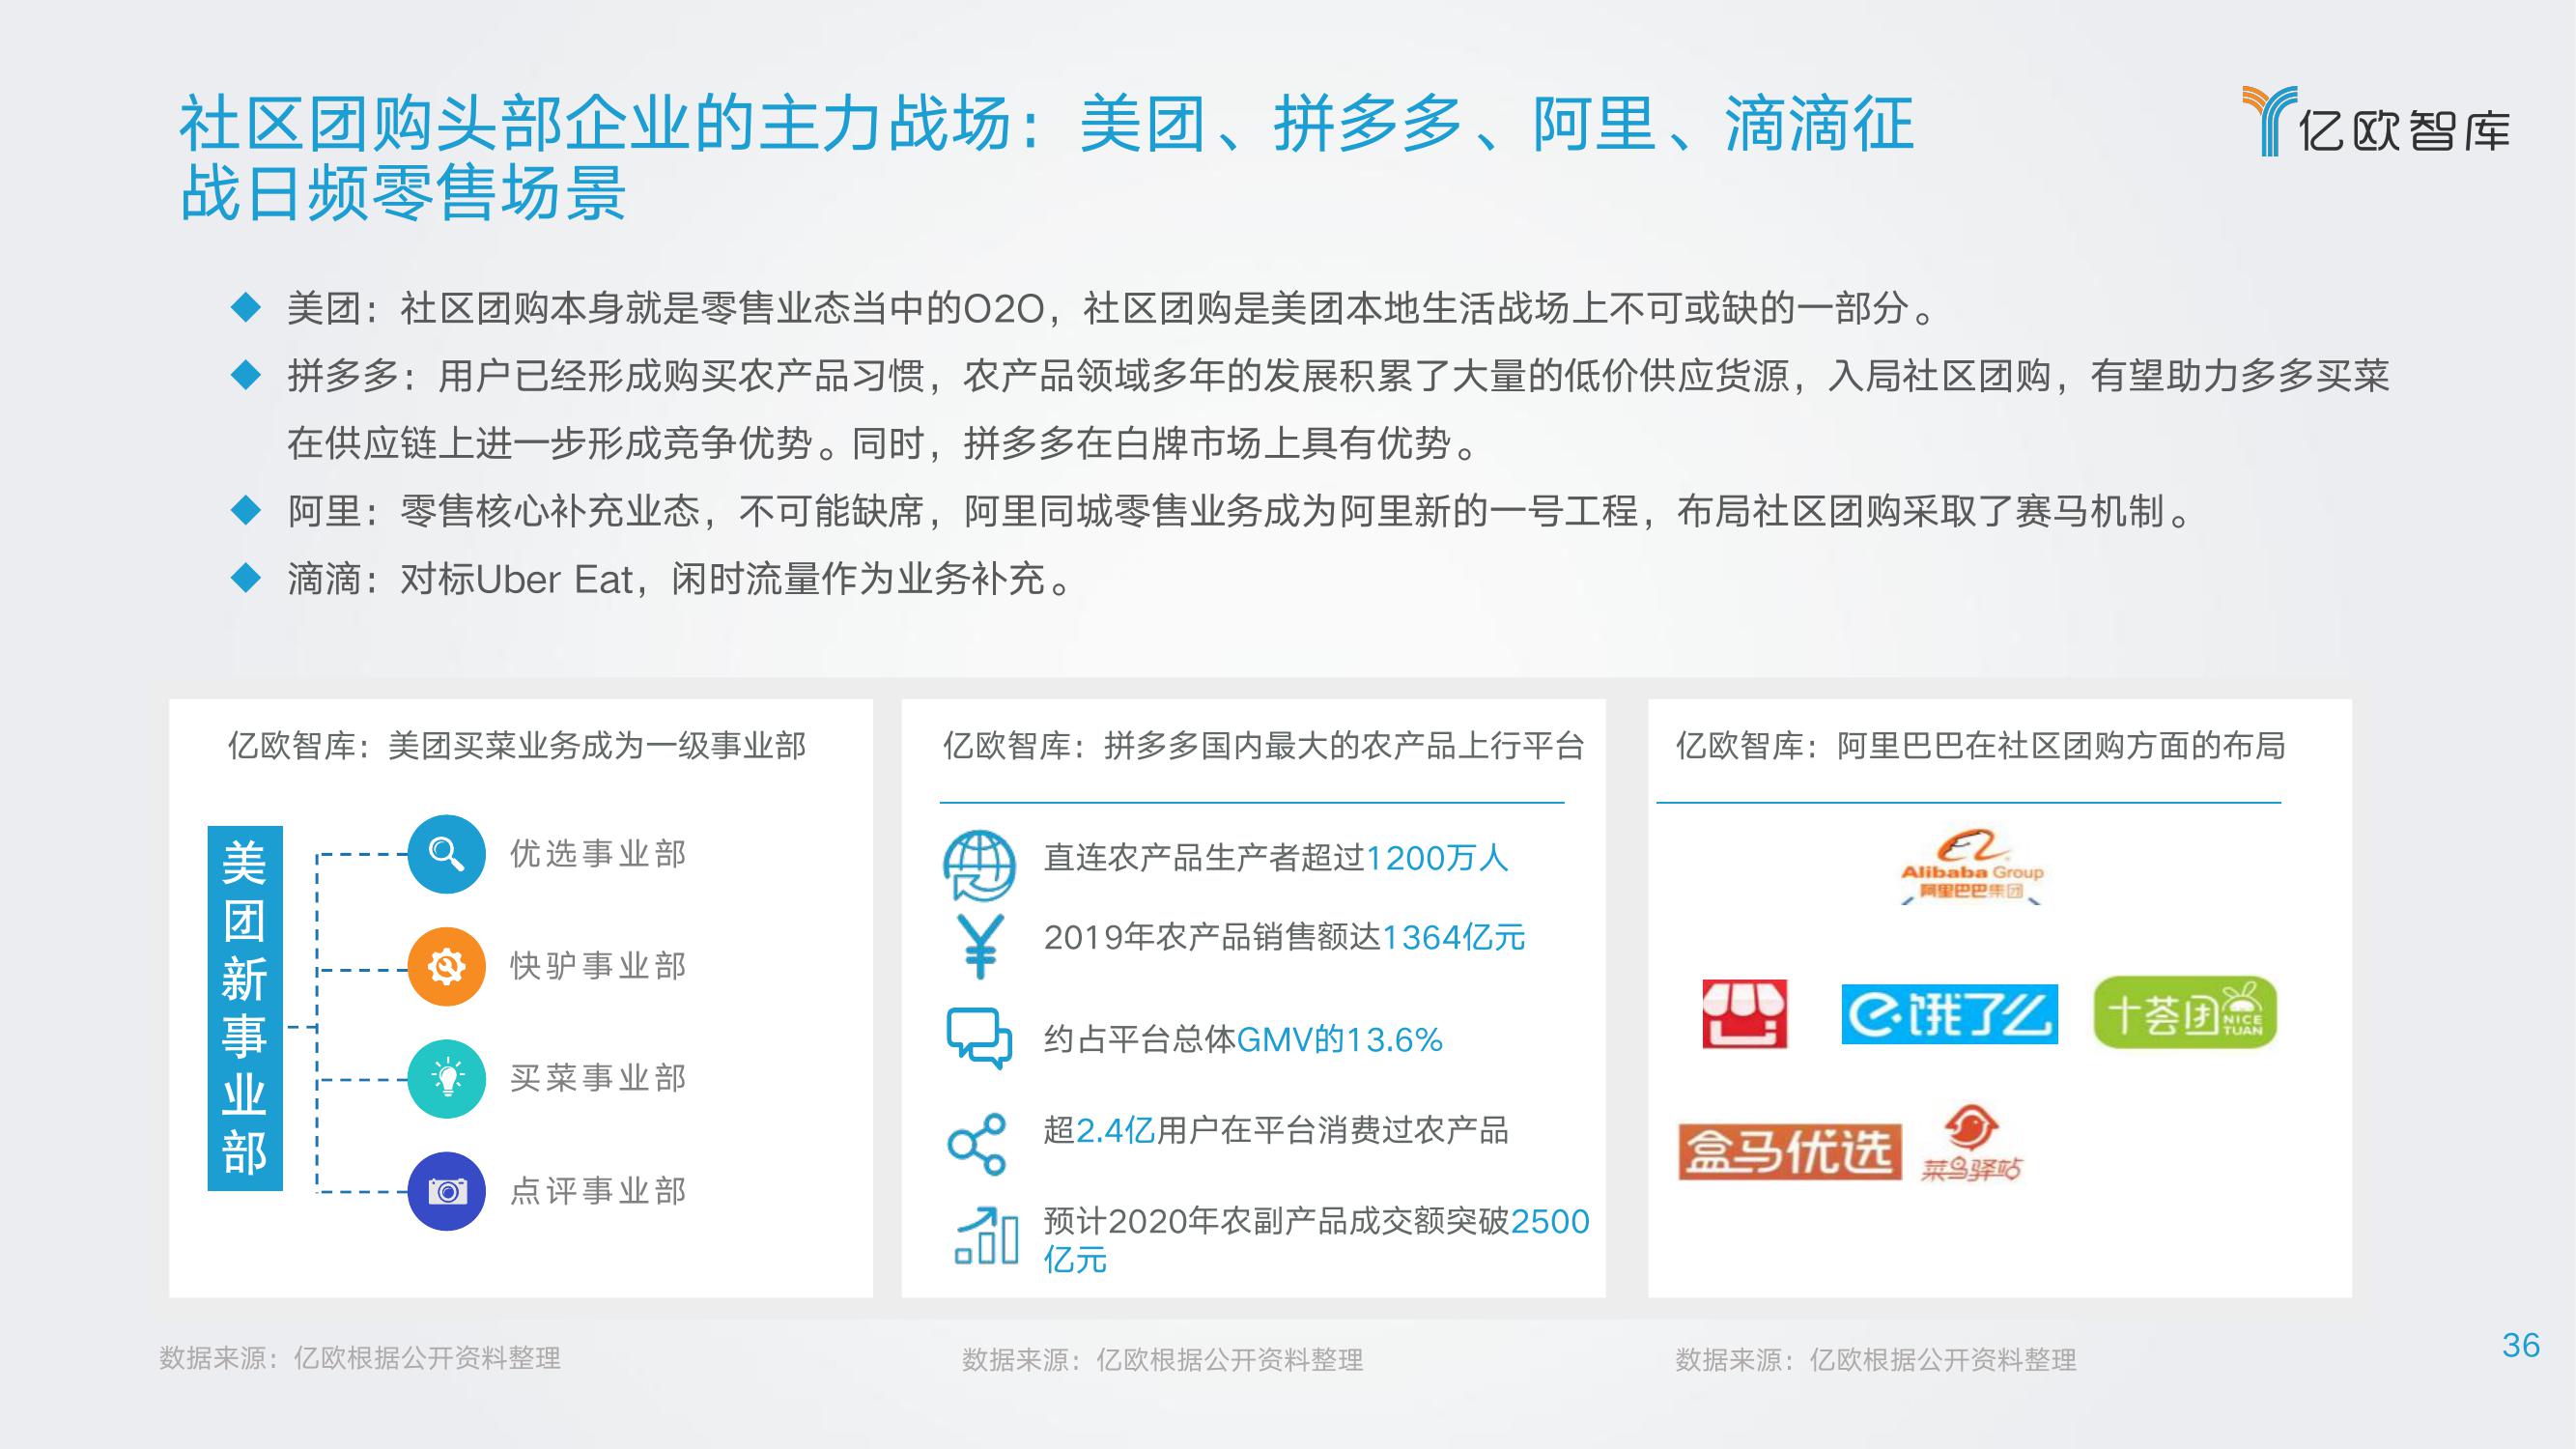 社区团购头部企业的主力战场：美团、拼多多、阿里、滴滴征
战日频零售场景
亿欧智库
美团：社区团购本身就是零售业态当中的O2O，社区团购是美团本地生活战场上不可或缺的一部分。
拼多多：用户已经形成购买农产品习惯，农产品领域多年的发展积累了大量的低价供应货源，入局社区团购，有望助力多多买菜
在供应链上进一步形成竞争优势。同时，拼多多在白牌市场上具有优势。
阿里：零售核心补充业态，不可能缺席，阿里同城零售业务成为阿里新的一号工程，布局社区团购采取了赛马机制。
滴滴：对标Uber Eat，闲时流量作为业务补充。
亿欧智库：美团买菜业务成为一级事业部
美团新事业部
优选事业部
快驴事业部
买菜事业部
点评事业部
亿欧智库：拼多多国内最大的农产品上行平台
直连农产品生产者超过1200万人
2019年农产品销售额达1364亿元
约占平台总体GMV的13.6%
超2.4亿用户在平台消费过农产品
预计2020年农副产品成交额突破2500
亿元
亿欧智库：阿里巴巴在社区团购方面的布局
Alibaba Group
阿里巴巴集团
饿了么
十荟团
NICE
TUAN
盒马优选
菜鸟驿站
数据来源：亿欧根据公开资料整理
数据来源：亿欧根据公开资料整理
数据来源：亿欧根据公开资料整理
36